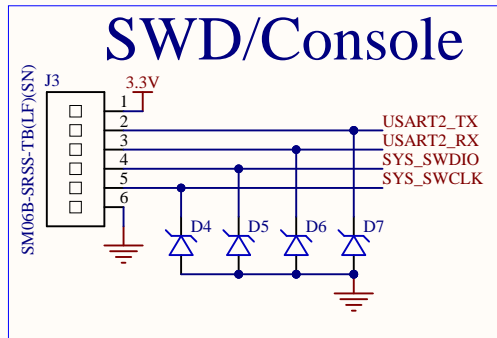 SWD/Console
J3
3.3V
SM06B-SRSS-TB(LF)(SN)
1
2
3
4
5
6
USART2_TX
USART2_RX
SYS_SWDIO
SYS_SWCLK
D4
D5
D6
D7